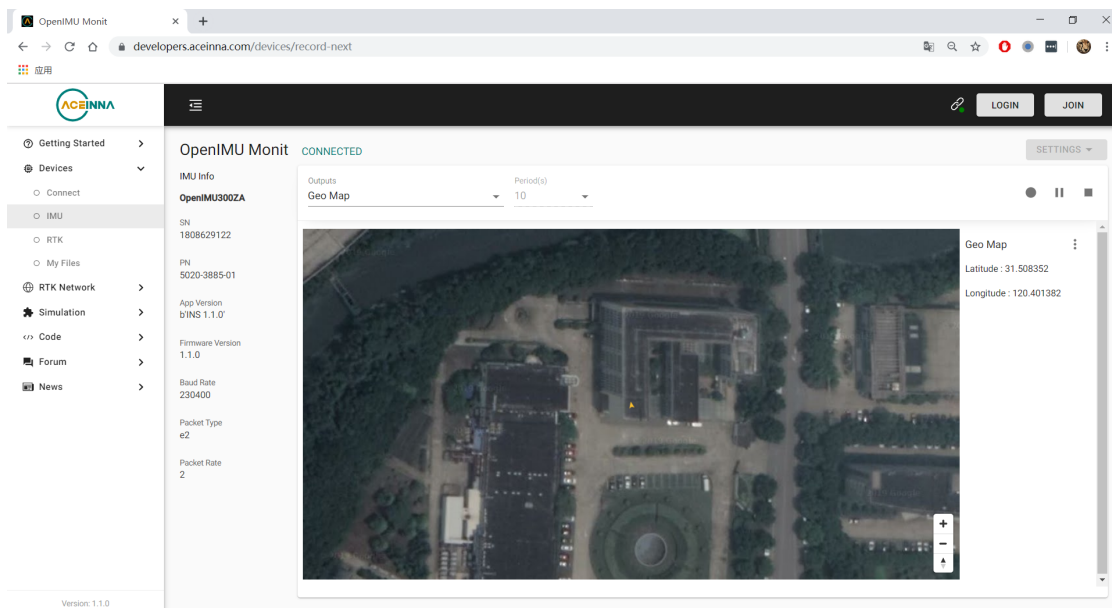 OpenIMU Monit
developers.aceinna.com/devices/record-next
应用
ACEINNA
LOGIN
JOIN
Getting Started
Devices
Connect
IMU
RTK
My Files
RTK Network
Simulation
Code
Forum
News
Version: 1.1.0
OpenIMU Monit CONNECTED
SETTINGS
IMU Info
OpenIMU300ZA
SN
1808629122
PN
5020-3885-01
App Version
b'INS 1.1.0'
Firmware Version
1.1.0
Baud Rate
230400
Packet Type
e2
Packet Rate
2
Outputs
Geo Map
Period(s)
10
Geo Map
Latitude : 31.508352
Longitude : 120.401382